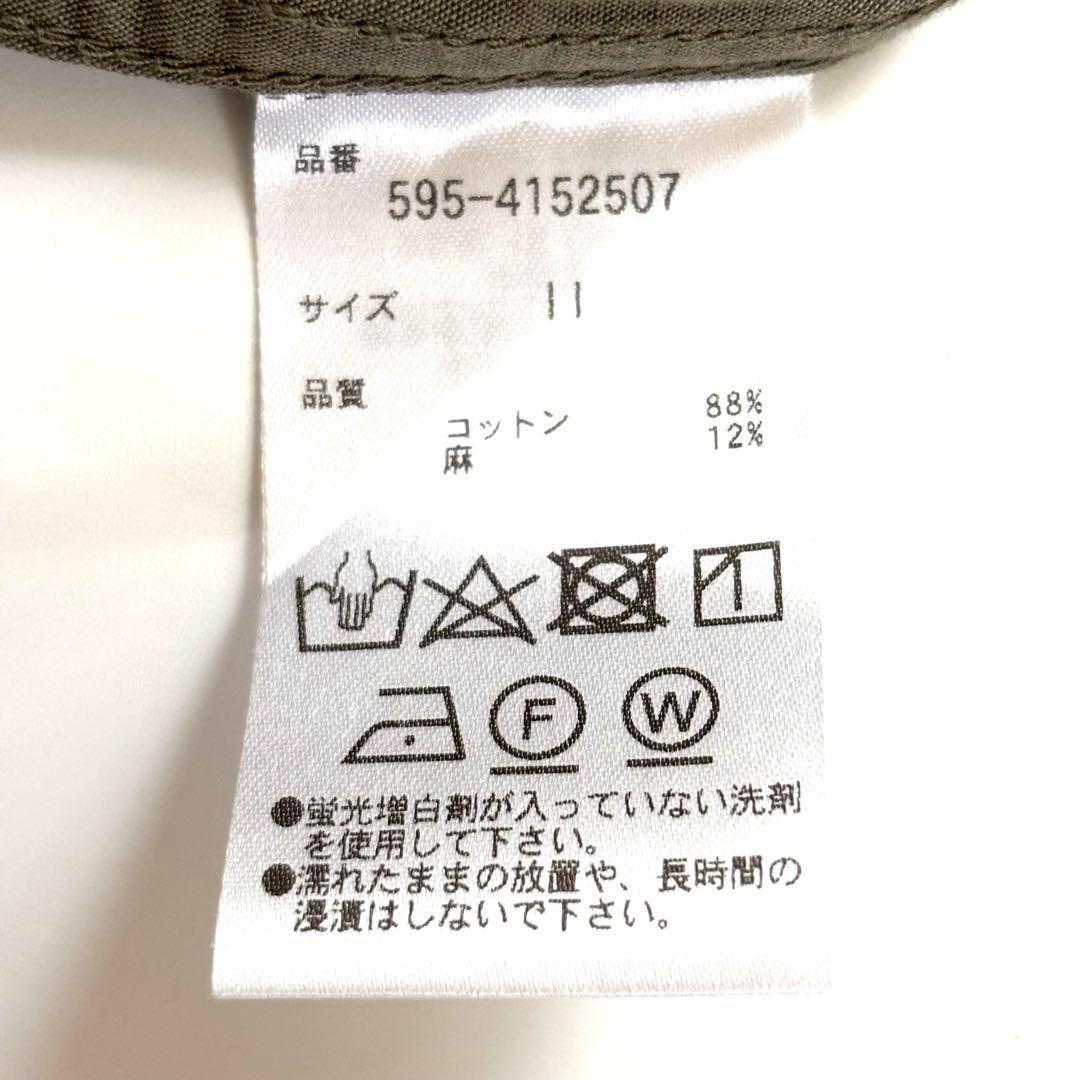 品番
595-4152507
サイズ 11
品質
コットン 88%
麻 12%
F W
●蛍光増白剤が入っていない洗剤
を使用して下さい。
●濡れたままの放置や、長時間の
浸漬はしないで下さい。